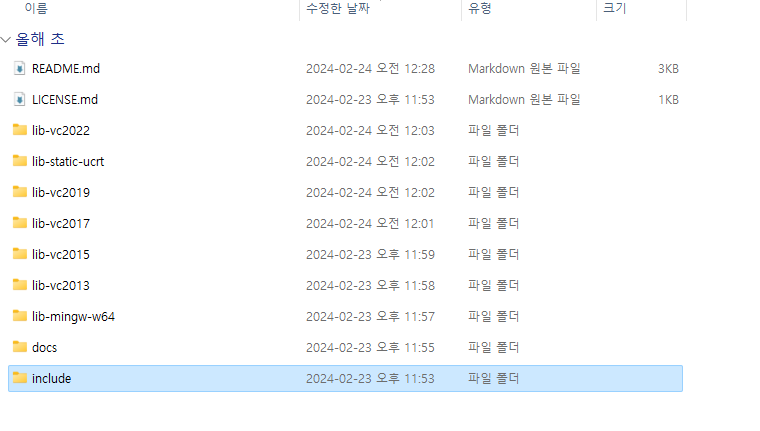 이름 수정한 날짜 유형 크기
올해 초
README.md 2024-02-24 오전 12:28 Markdown 원본 파일 3KB
LICENSE.md 2024-02-23 오후 11:53 Markdown 원본 파일 1KB
lib-vc2022 2024-02-24 오전 12:03 파일 폴더
lib-static-ucrt 2024-02-24 오전 12:02 파일 폴더
lib-vc2019 2024-02-24 오전 12:02 파일 폴더
lib-vc2017 2024-02-24 오전 12:01 파일 폴더
lib-vc2015 2024-02-23 오후 11:59 파일 폴더
lib-vc2013 2024-02-23 오후 11:58 파일 폴더
lib-mingw-w64 2024-02-23 오후 11:57 파일 폴더
docs 2024-02-23 오후 11:55 파일 폴더
include 2024-02-23 오후 11:53 파일 폴더